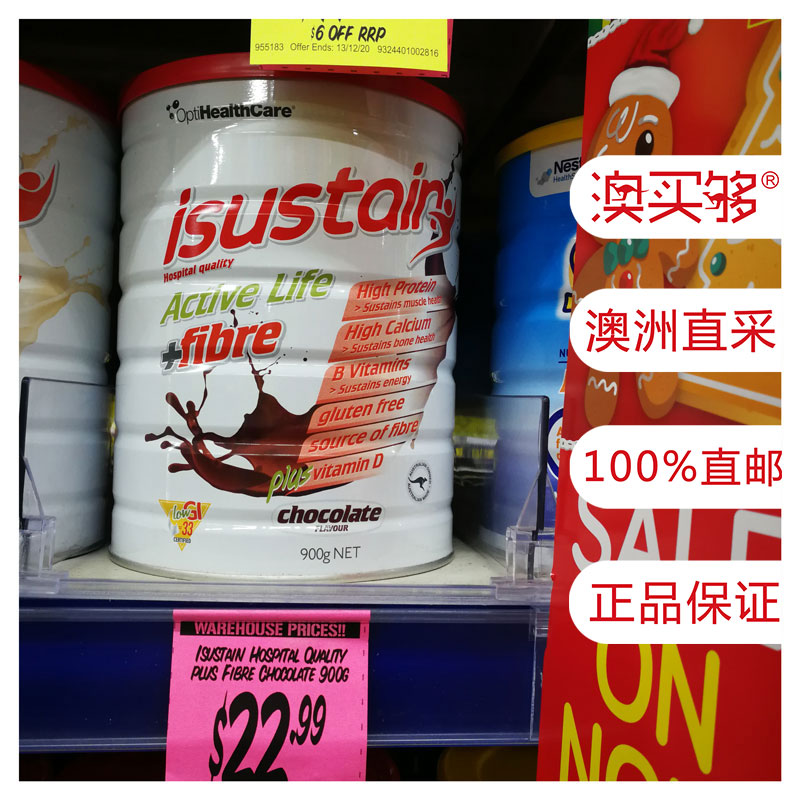 $6 OFF RRP
955183 Offer Ends: 13/12/20 9324401002816
OptiHealthCare
isustain
Hospital quality
Active Life
+fibre
High Protein
> Sustains muscle health
High Calcium
> Sustains bone health
B Vitamins
> Sustains energy
gluten free
source of fibre
plus vitamin D
lowGI
33
CERTIFIED
chocolate
FLAVOUR
900g NET
WAREHOUSE PRICES!!
ISUSTAIN HOSPITAL QUALITY
PLUS FIBRE CHOCOLATE 900G
$22.99
澳买够®
澳洲直采
100%直邮
正品保证
SALE
ON